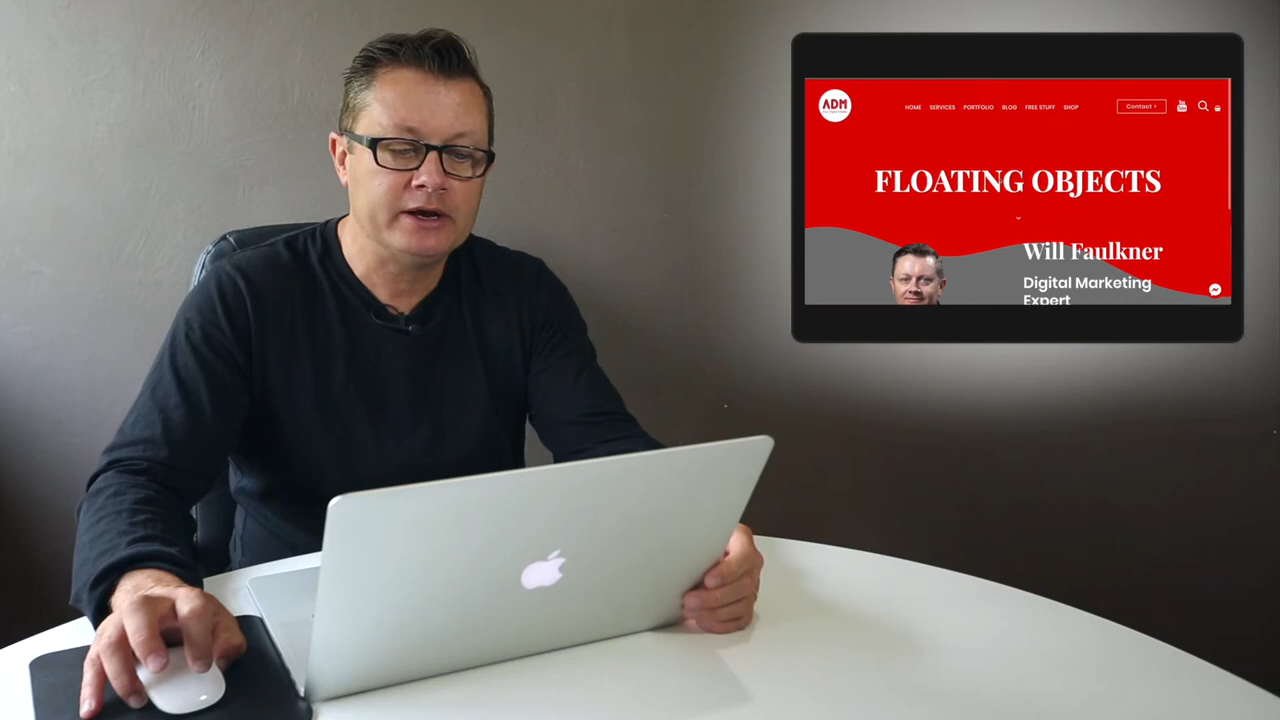 ADM
HOME SERVICES PORTFOLIO BLOG FREE STUFF SHOP
Contact >
FLOATING OBJECTS
Will Faulkner
Digital Marketing
Expert